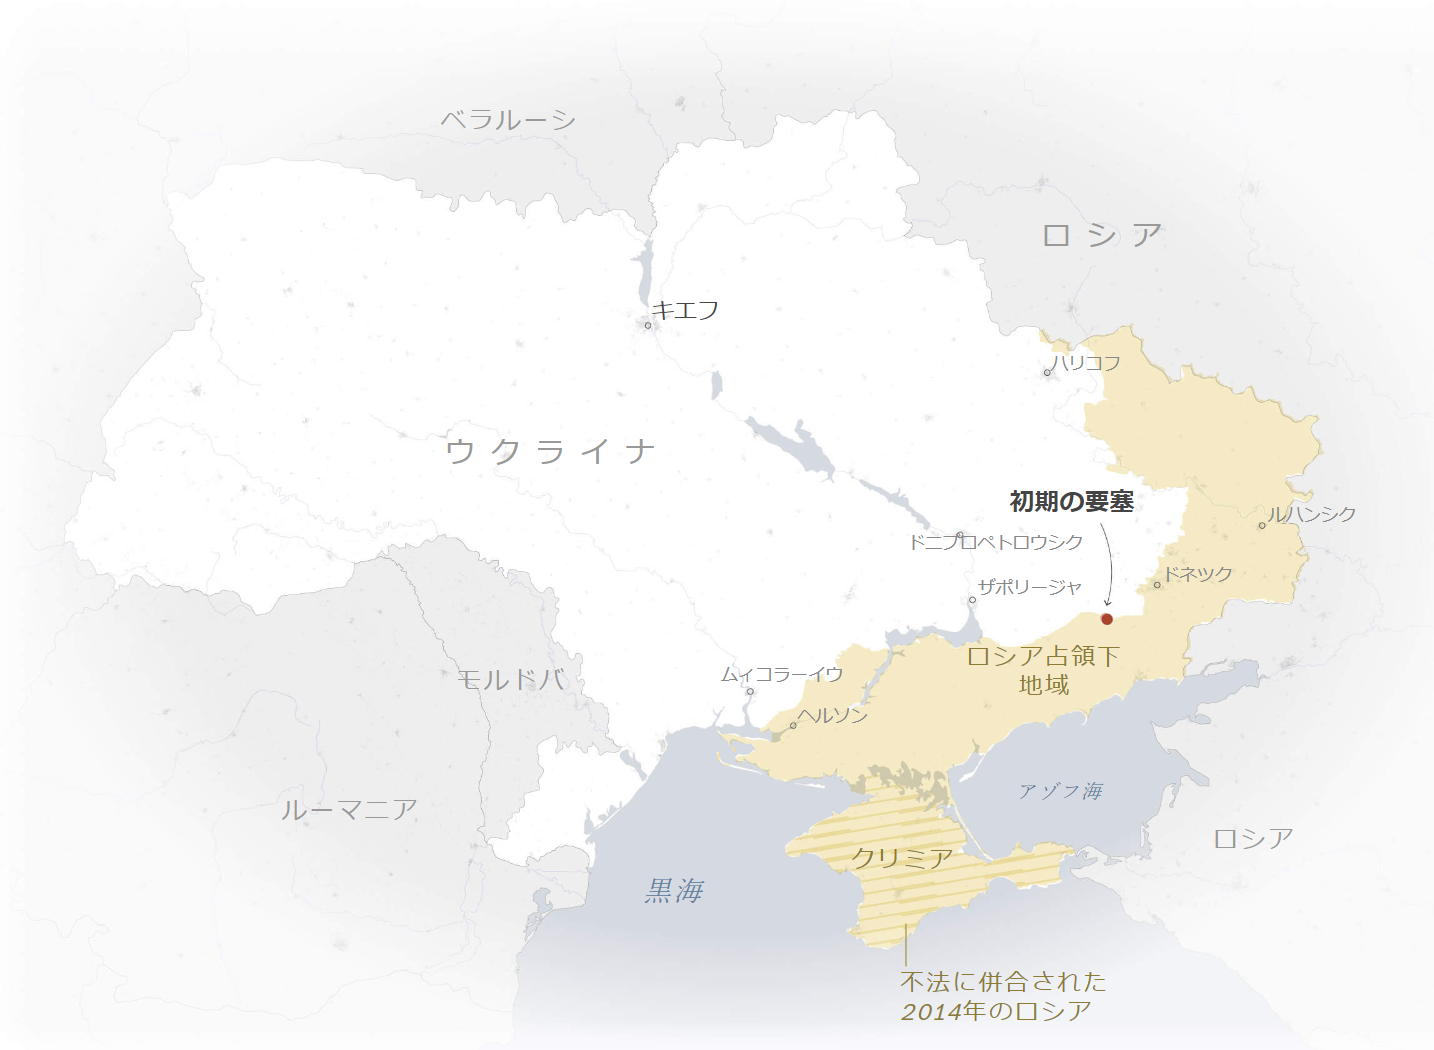 ベラルーシ
ロシア
キエフ
ハリコフ
ウクライナ
初期の要塞
ルハンシク
ドニプロペトロウシク
ドネツク
ザポリージャ
ロシア占領下
地域
モルドバ
ムィコラーイウ
ヘルソン
アゾフ海
ルーマニア
ロシア
クリミア
黒海
不法に併合された
2014年のロシア